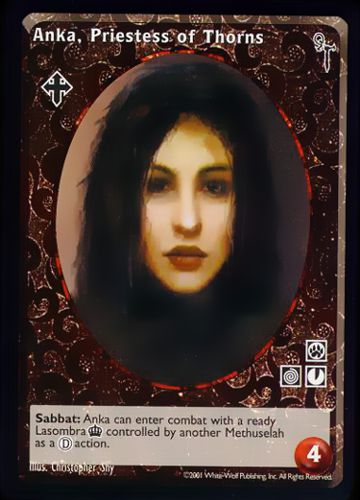 Anka, Priestess of Thorns
Sabbat: Anka can enter combat with a ready
Lasombra controlled by another Methuselah
as a D action.
4
Illus. Christopher Shy
©2001 White Wolf Publishing, Inc. All Rights Reserved.